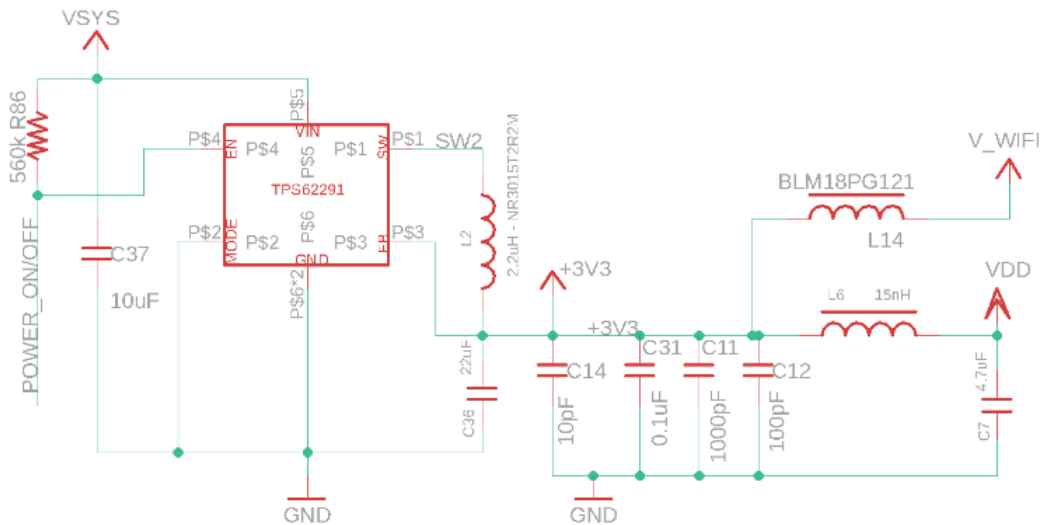 VSYS
560k R86
POWER_ON/OFF
C37
10uF
P$5
VIN
P$4
EN
P$4
P$5
P$1
SW
P$1
SW2
TPS62291
P$6
P$2
MODE
P$2
GND
P$3
FB
P$3
P$6*2
GND
L2
2.2uH - NR3015T2R2M
22uF
C36
+3V3
+3V3
C14
10pF
C31
0.1uF
C11
1000pF
C12
100pF
GND
BLM18PG121
L14
V_WIFI
L6
15nH
VDD
4.7uF
C7